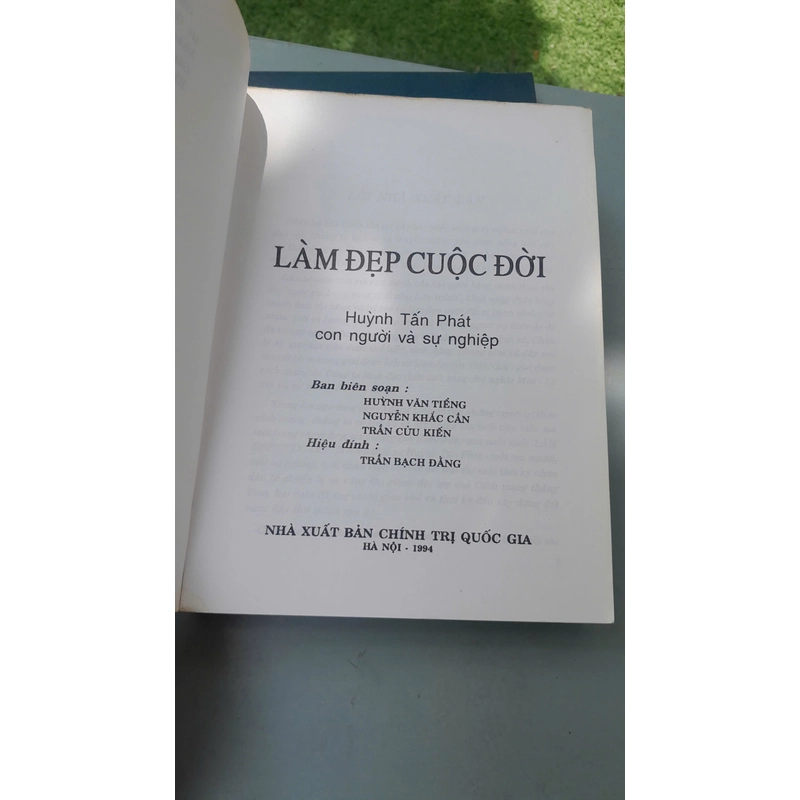 LÀM ĐẸP CUỘC ĐỜI
Huỳnh Tấn Phát
con người và sự nghiệp
Ban biên soạn :
HUỲNH VĂN TIẾNG
NGUYỄN KHẮC CẦN
TRẦN CỬU KIẾN
Hiệu đính :
TRẦN BẠCH ĐẰNG
NHÀ XUẤT BẢN CHÍNH TRỊ QUỐC GIA
HÀ NỘI - 1994